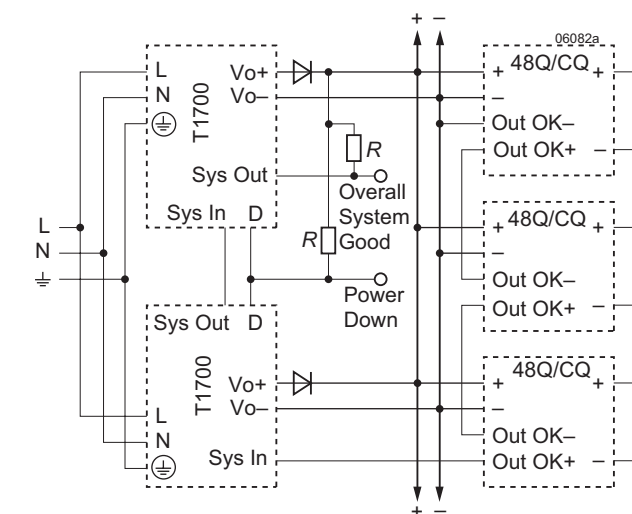 + –
06082a
L
N
T1700
Vo+
Vo–
Sys Out
Sys In D
R
Overall
System
Good
R
Power
Down
48Q/CQ
+ +
–
Out OK–
Out OK+ –
L
N
48Q/CQ
+ +
–
Out OK–
Out OK+ –
Sys Out D
T1700
Vo+
Vo–
L
N
Sys In
48Q/CQ
+ +
–
Out OK–
Out OK+ –
+ –